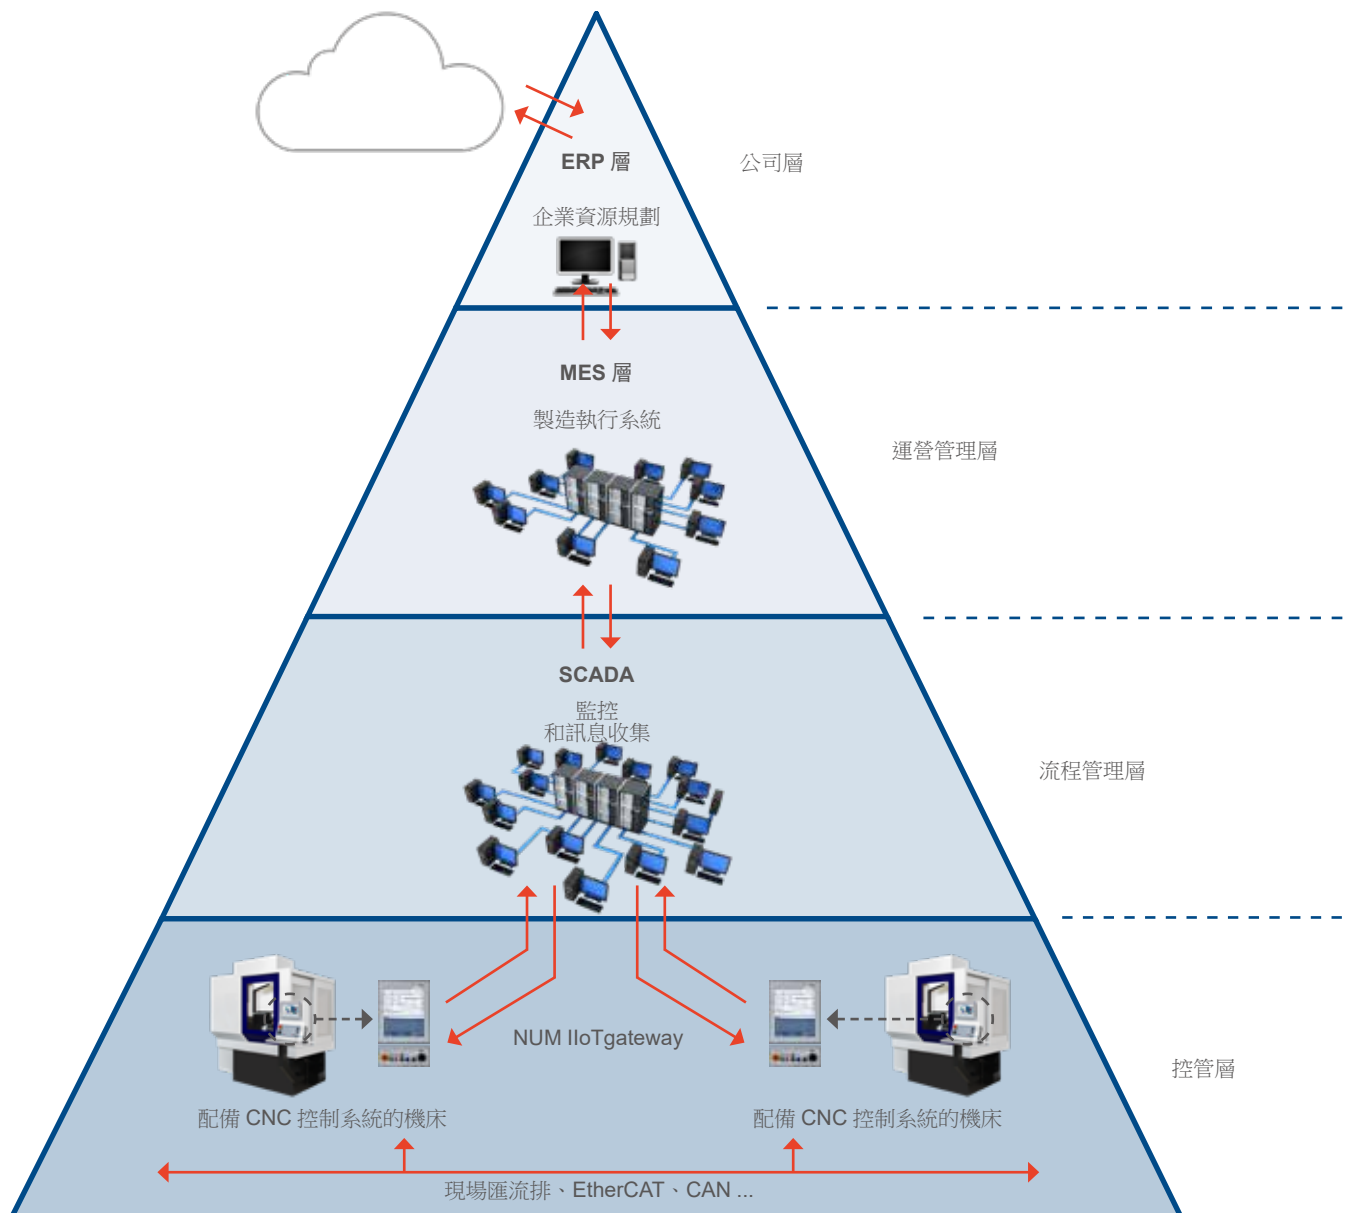 ERP 層
公司層
企業資源規劃
MES 層
製造執行系統
運營管理層
SCADA
監控
和訊息收集
流程管理層
NUM IIoTgateway
控管層
配備 CNC 控制系統的機床
配備 CNC 控制系統的機床
現場匯流排、EtherCAT、CAN ...